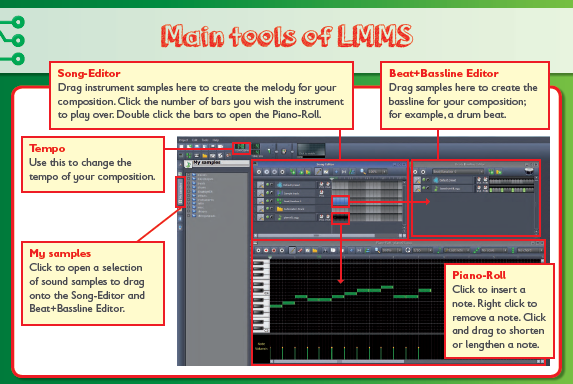 Main tools of LMMS
Song-Editor
Drag instrument samples here to create the melody for your
composition. Click the number of bars you wish the instrument
to play over. Double click the bars to open the Piano-Roll.
Beat+Bassline Editor
Drag samples here to create the
bassline for your composition;
for example, a drum beat.
Tempo
Use this to change the
tempo of your composition.
My samples
My samples
Click to open a selection
of sound samples to drag
onto the Song-Editor and
Beat+Bassline Editor.
Piano-Roll
Click to insert a
note. Right click to
remove a note. Click
and drag to shorten
or lengthen a note.